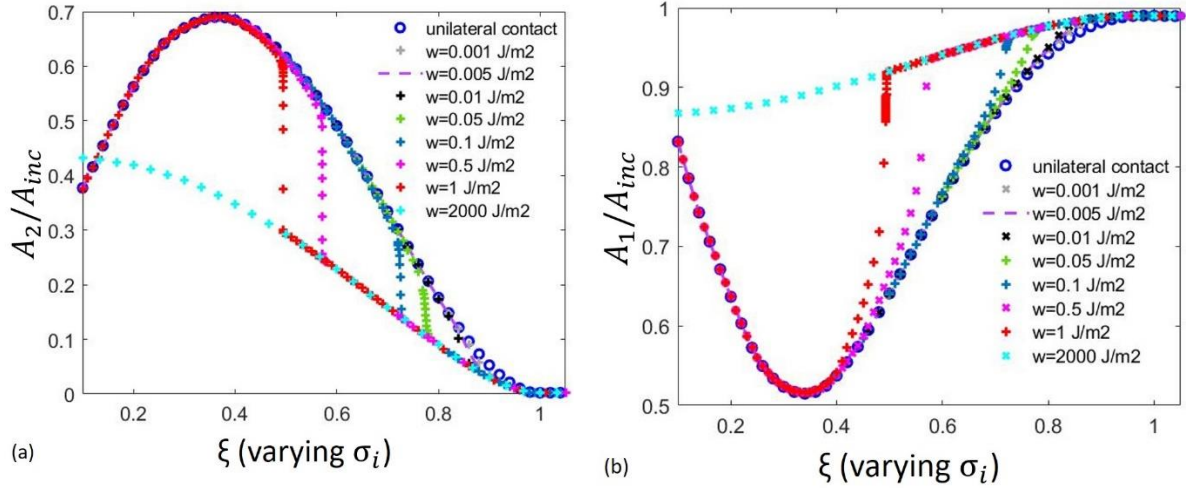 0.7
0.6
0.5
0.4
0.3
0.2
0.1
0
A₂/A_inc
unilateral contact
w=0.001 J/m2
w=0.005 J/m2
w=0.01 J/m2
w=0.05 J/m2
w=0.1 J/m2
w=0.5 J/m2
w=1 J/m2
w=2000 J/m2
0.2 0.4 0.6 0.8 1
(a)
ξ (varying σᵢ)
1
0.9
0.8
0.7
0.6
0.5
A₁/A_inc
unilateral contact
w=0.001 J/m2
w=0.005 J/m2
w=0.01 J/m2
w=0.05 J/m2
w=0.1 J/m2
w=0.5 J/m2
w=1 J/m2
w=2000 J/m2
0.2 0.4 0.6 0.8 1
(b)
ξ (varying σᵢ)